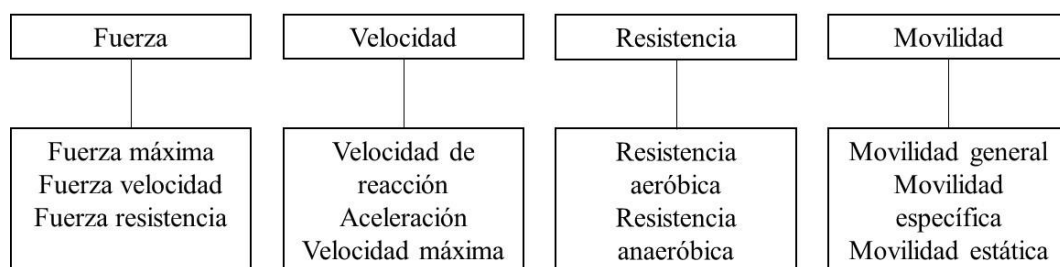 Fuerza
Velocidad
Resistencia
Movilidad
Fuerza máxima
Fuerza velocidad
Fuerza resistencia
Velocidad de
reacción
Aceleración
Velocidad máxima
Resistencia
aeróbica
Resistencia
anaeróbica
Movilidad general
Movilidad
específica
Movilidad estática